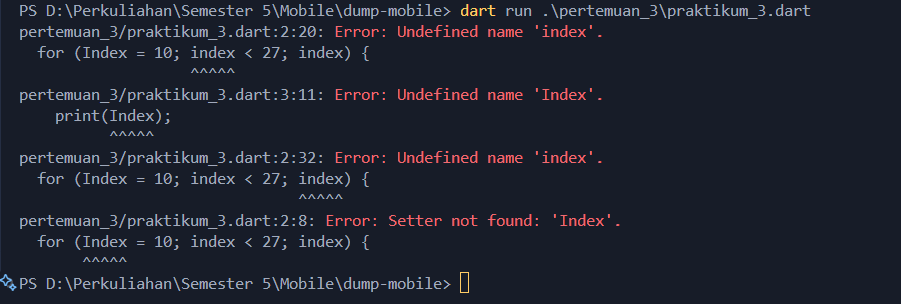 PS D:\Perkuliahan\Semester 5\Mobile\dump-mobile> dart run .\pertemuan_3\praktikum_3.dart
pertemuan_3/praktikum_3.dart:2:20: Error: Undefined name 'index'.
  for (Index = 10; index < 27; index) {
                   ^^^^^
pertemuan_3/praktikum_3.dart:3:11: Error: Undefined name 'Index'.
    print(Index);
          ^^^^^
pertemuan_3/praktikum_3.dart:2:32: Error: Undefined name 'index'.
  for (Index = 10; index < 27; index) {
                               ^^^^^
pertemuan_3/praktikum_3.dart:2:8: Error: Setter not found: 'Index'.
  for (Index = 10; index < 27; index) {
       ^^^^^
PS D:\Perkuliahan\Semester 5\Mobile\dump-mobile>